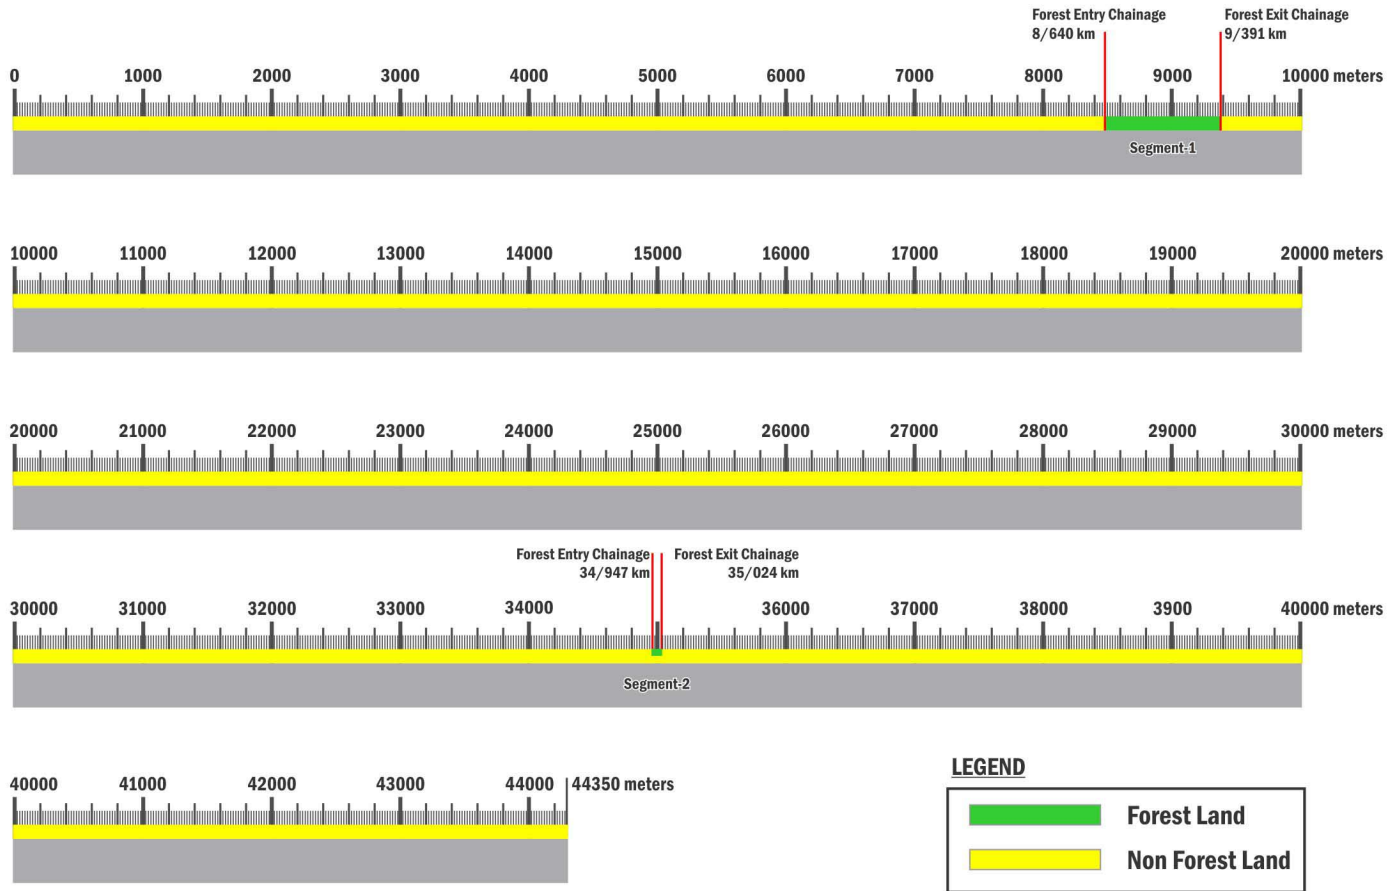 Forest Entry Chainage
8/640 km
Forest Exit Chainage
9/391 km
0 1000 2000 3000 4000 5000 6000 7000 8000 9000 10000 meters
Segment-1
10000 11000 12000 13000 14000 15000 16000 17000 18000 19000 20000 meters
20000 21000 22000 23000 24000 25000 26000 27000 28000 29000 30000 meters
Forest Entry Chainage
34/947 km
Forest Exit Chainage
35/024 km
30000 31000 32000 33000 34000 36000 37000 38000 3900 40000 meters
Segment-2
40000 41000 42000 43000 44000 44350 meters
LEGEND
Forest Land
Non Forest Land